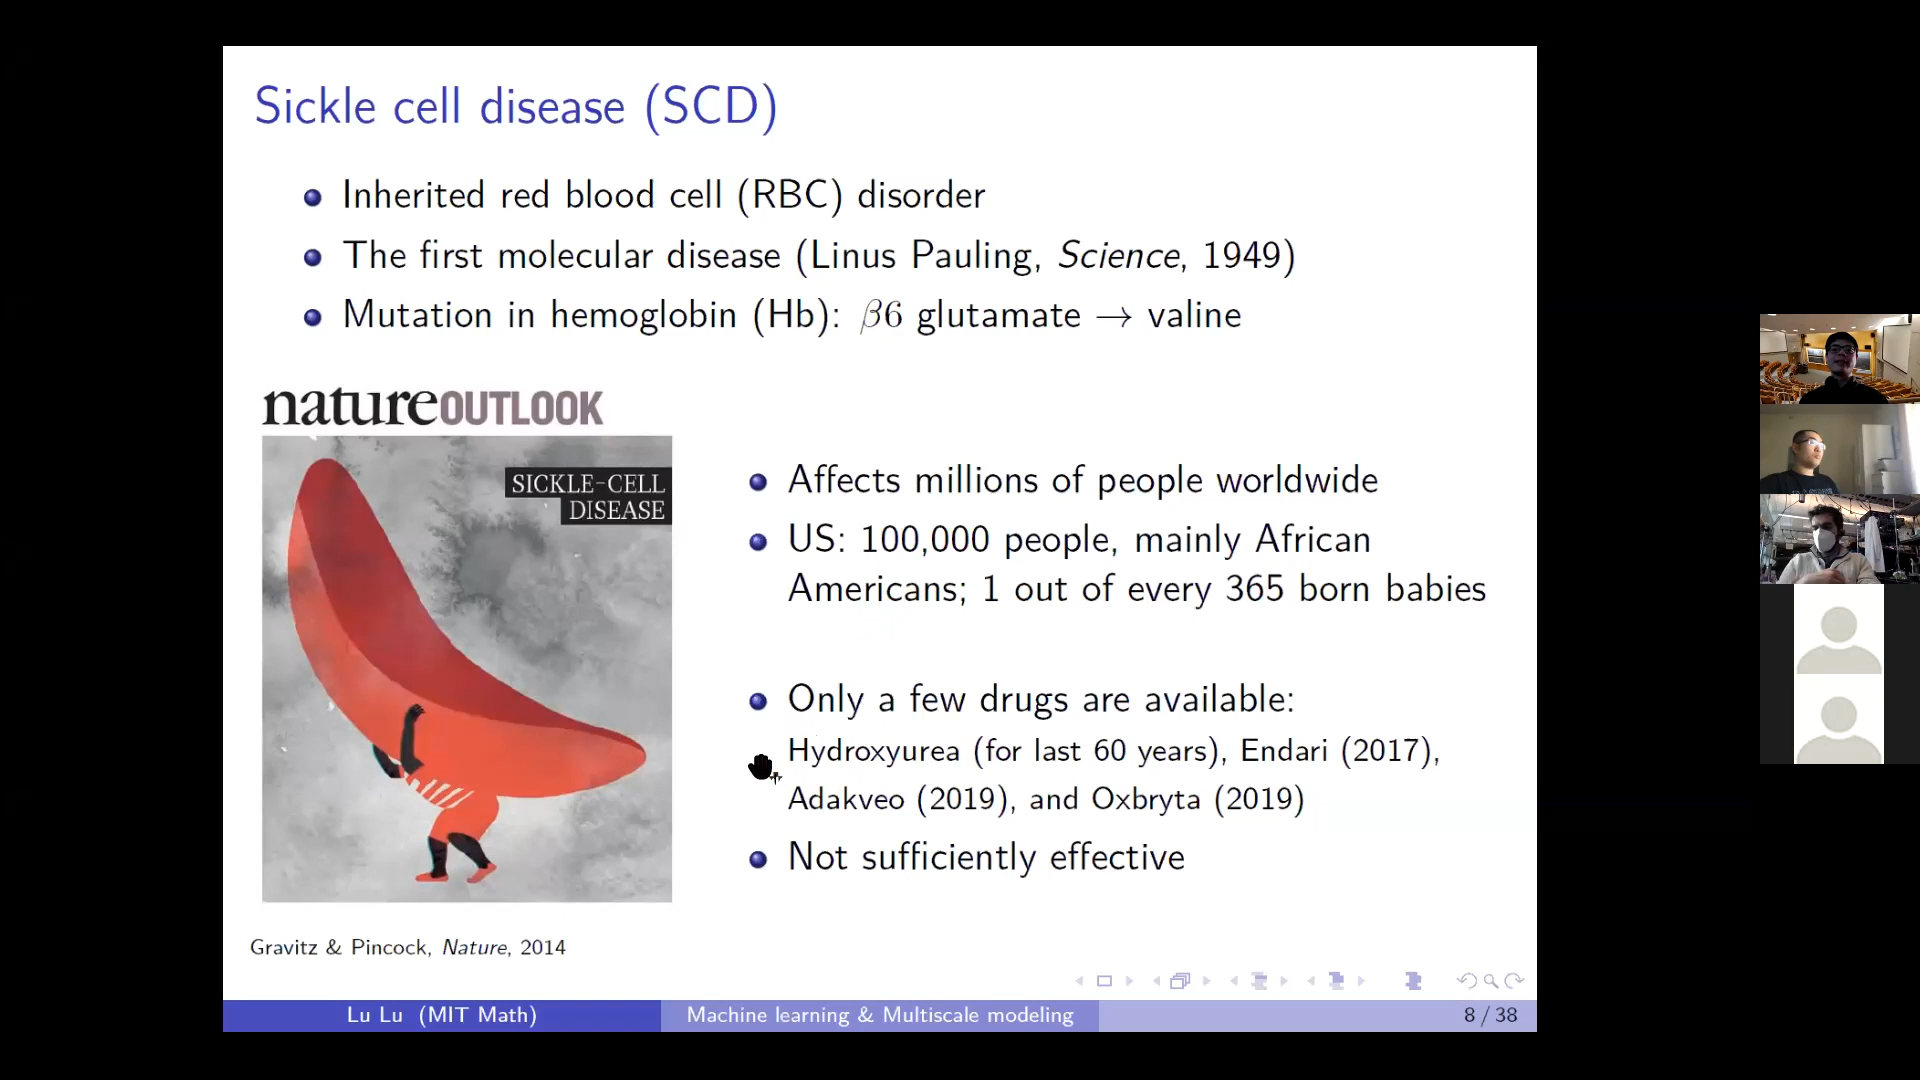 Sickle cell disease (SCD)
Inherited red blood cell (RBC) disorder
The first molecular disease (Linus Pauling, Science, 1949)
Mutation in hemoglobin (Hb): β6 glutamate → valine
nature OUTLOOK
SICKLE-CELL
DISEASE
Affects millions of people worldwide
US: 100,000 people, mainly African
Americans; 1 out of every 365 born babies
Only a few drugs are available:
Hydroxyurea (for last 60 years), Endari (2017),
Adakveo (2019), and Oxbryta (2019)
Not sufficiently effective
Gravitz & Pincock, Nature, 2014
Lu Lu (MIT Math)
Machine learning & Multiscale modeling
8 / 38